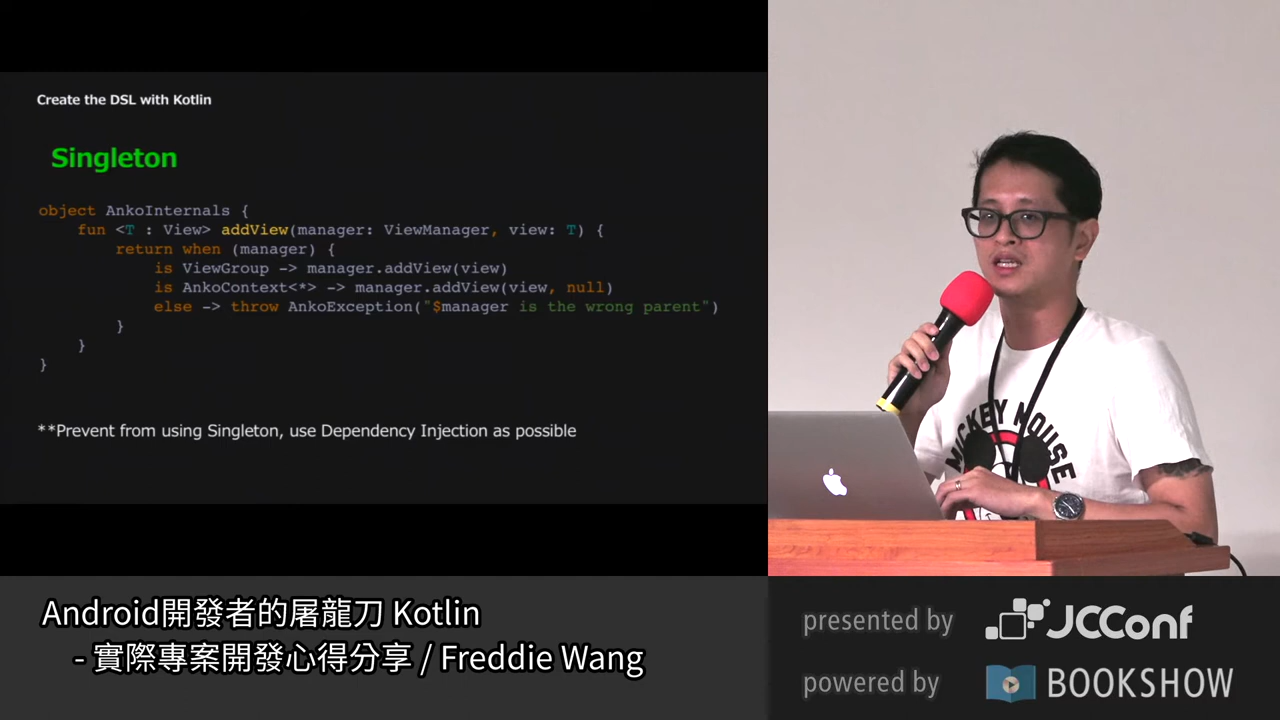 Create the DSL with Kotlin
Singleton
object AnkoInternals {
    fun <T : View> addView(manager: ViewManager, view: T) {
        return when (manager) {
            is ViewGroup -> manager.addView(view)
            is AnkoContext<*> -> manager.addView(view, null)
            else -> throw AnkoException("$manager is the wrong parent")
        }
    }
}
**Prevent from using Singleton, use Dependency Injection as possible
MICKEY MOUSE
Android開發者的屠龍刀 Kotlin
- 實際專案開發心得分享 / Freddie Wang
presented by JCConf
powered by BOOKSHOW